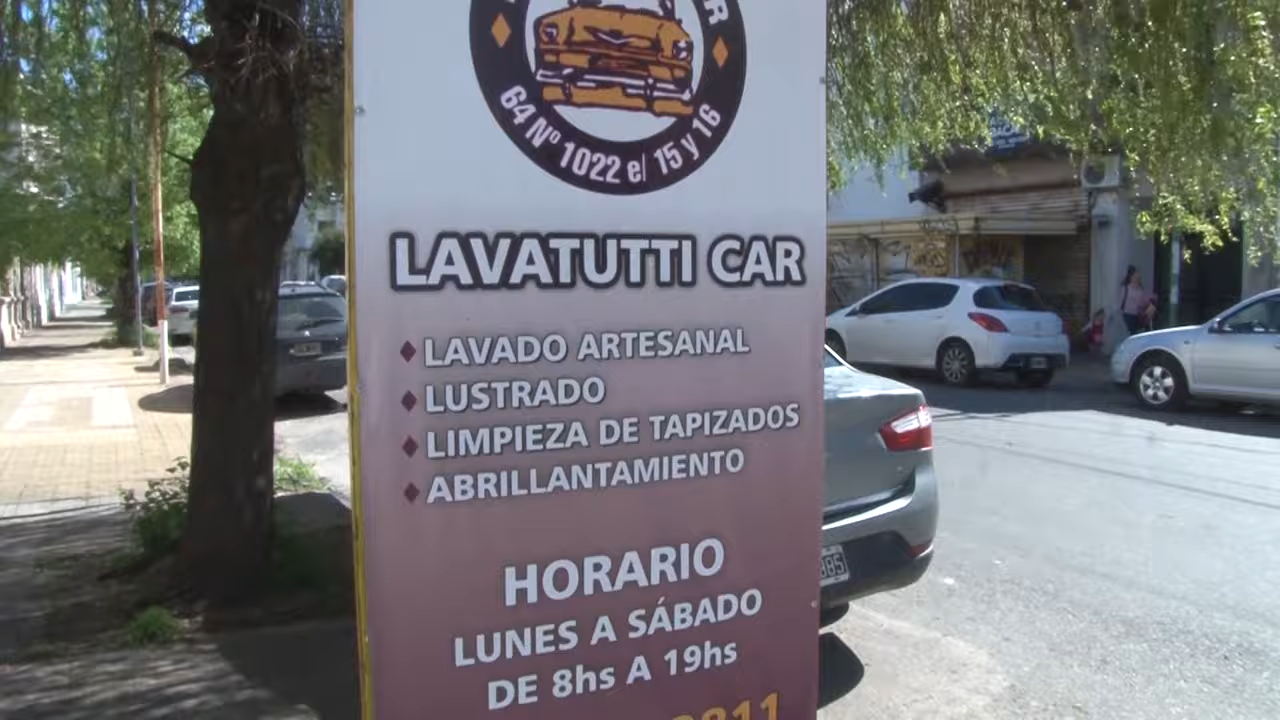 64 Nº 1022 e/ 15 y 16
LAVATUTTI CAR
LAVADO ARTESANAL
LUSTRADO
LIMPIEZA DE TAPIZADOS
ABRILLANTAMIENTO
HORARIO
LUNES A SÁBADO
DE 8hs A 19hs